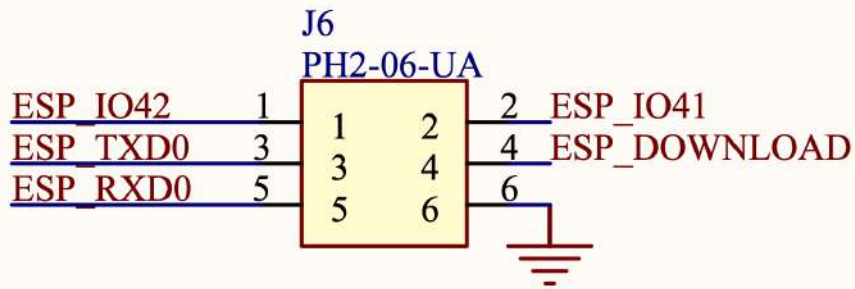 J6
PH2-06-UA
ESP_IO42 1 1 2 2 ESP_IO41
ESP_TXD0 3 3 4 4 ESP_DOWNLOAD
ESP_RXD0 5 5 6 6